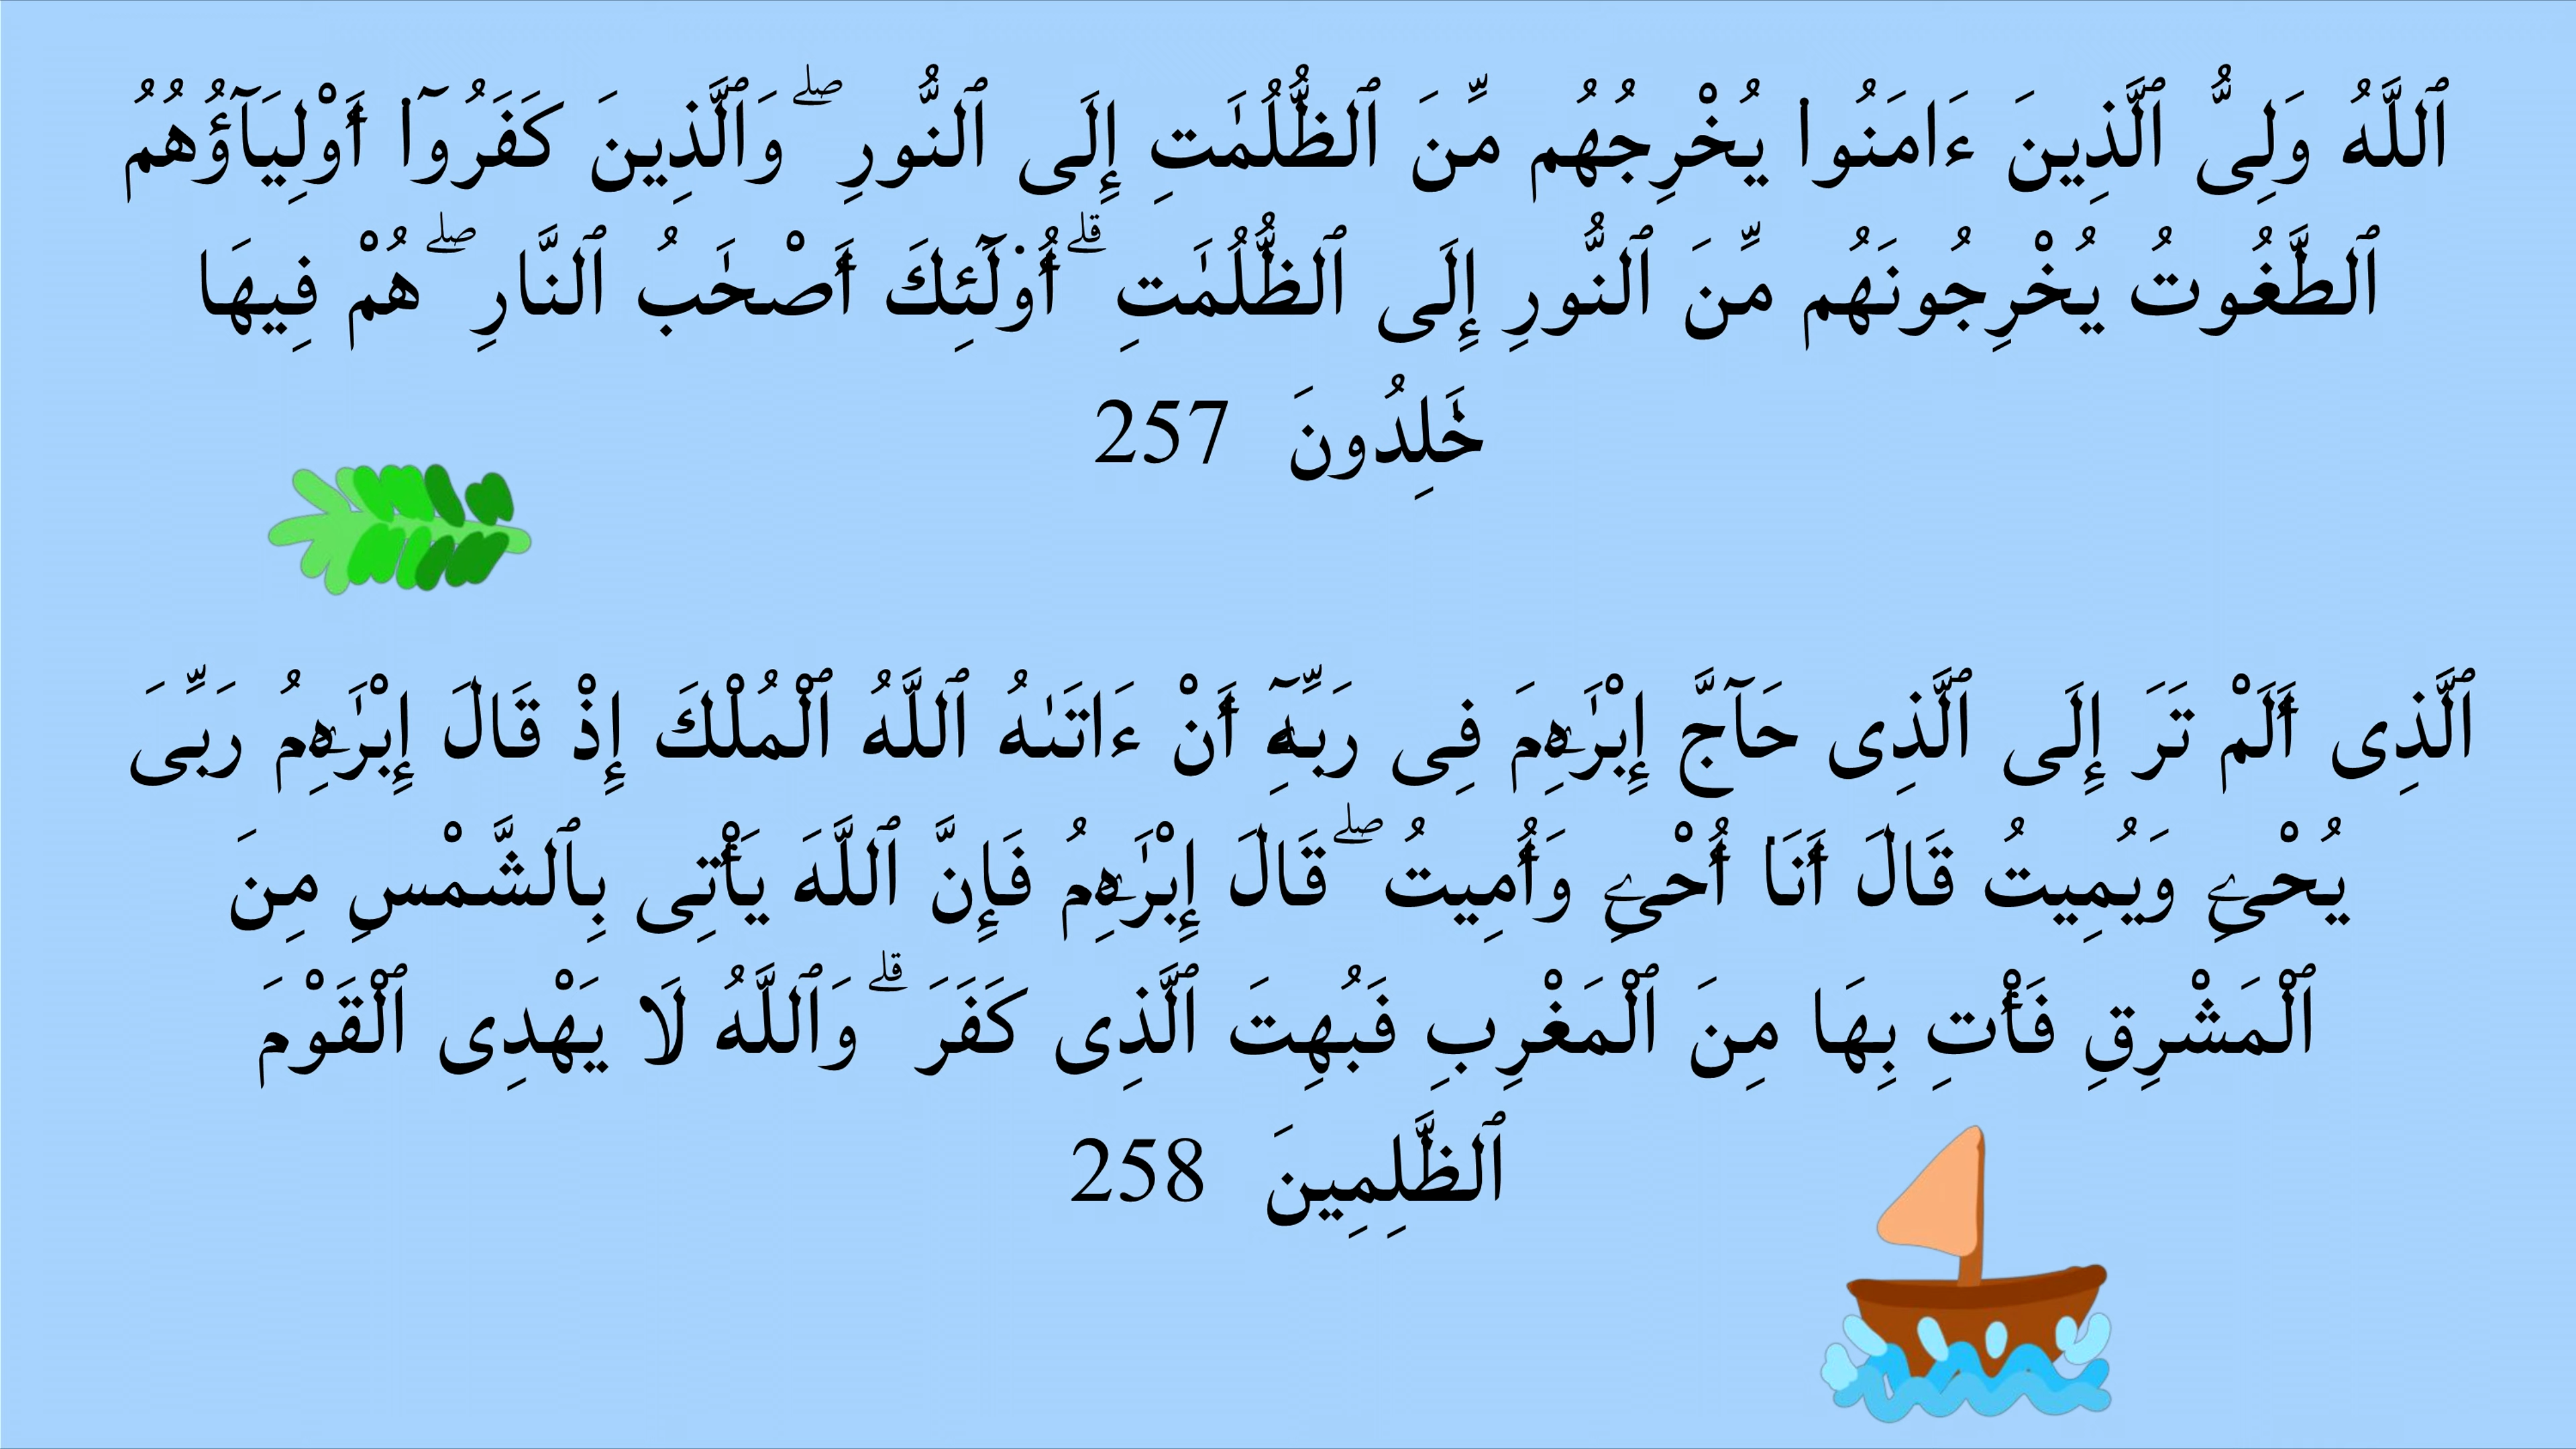 ٱللَّهُ وَلِىُّ ٱلَّذِينَ ءَامَنُوا۟ يُخْرِجُهُم مِّنَ ٱلظُّلُمَٰتِ إِلَى ٱلنُّورِ ۖ وَٱلَّذِينَ كَفَرُوٓا۟ أَوْلِيَآؤُهُمُ
ٱلطَّغُوتُ يُخْرِجُونَهُم مِّنَ ٱلنُّورِ إِلَى ٱلظُّلُمَٰتِ ۗ أُو۟لَٰٓئِكَ أَصْحَٰبُ ٱلنَّارِ ۖ هُمْ فِيهَا
خَٰلِدُونَ 257
ٱلَّذِى أَلَمْ تَرَ إِلَى ٱلَّذِى حَآجَّ إِبْرَٰهِۦمَ فِى رَبِّهِۦٓ أَنْ ءَاتَىٰهُ ٱللَّهُ ٱلْمُلْكَ إِذْ قَالَ إِبْرَٰهِۦمُ رَبِّىَ
يُحْىِۦ وَيُمِيتُ قَالَ أَنَا۠ أُحْىِۦ وَأُمِيتُ ۖ قَالَ إِبْرَٰهِۦمُ فَإِنَّ ٱللَّهَ يَأْتِى بِٱلشَّمْسِ مِنَ
ٱلْمَشْرِقِ فَأْتِ بِهَا مِنَ ٱلْمَغْرِبِ فَبُهِتَ ٱلَّذِى كَفَرَ ۗ وَٱللَّهُ لَا يَهْدِى ٱلْقَوْمَ
ٱلظَّٰلِمِينَ 258